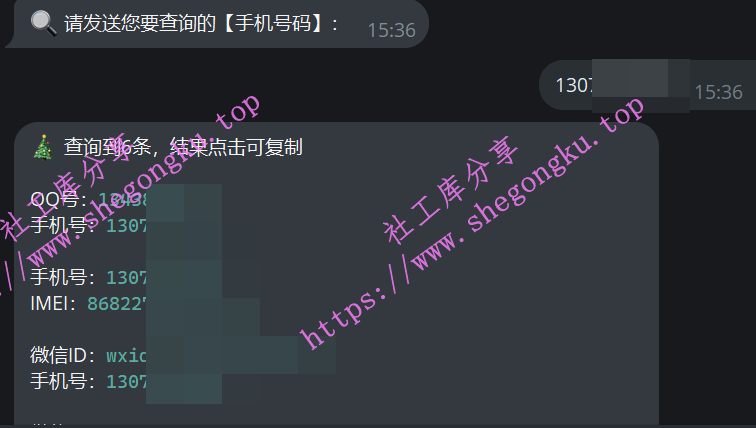 请发送您要查询的【手机号码】:
15:36
1307
15:36
查询到6条，结果点击可复制
QQ号：
手机号：1307
手机号：1307
IMEI：868227
微信ID：wxid
手机号：1307
社工库分享
://www.shegongku.top
社工库分享
https://www.shegongku.top